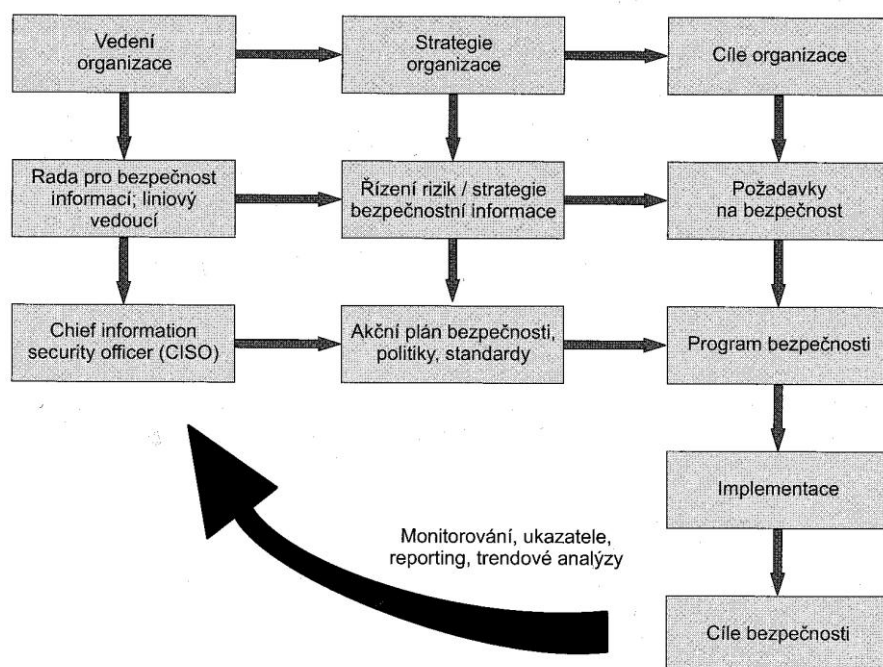 Vedení
organizace
Strategie
organizace
Cíle organizace
Rada pro bezpečnost
informací; liniový
vedoucí
Řízení rizik / strategie
bezpečnostní informace
Požadavky
na bezpečnost
Chief information
security officer (CISO)
Akční plán bezpečnosti,
politiky, standardy
Program bezpečnosti
Implementace
Monitorování, ukazatele,
reporting, trendové analýzy
Cíle bezpečnosti